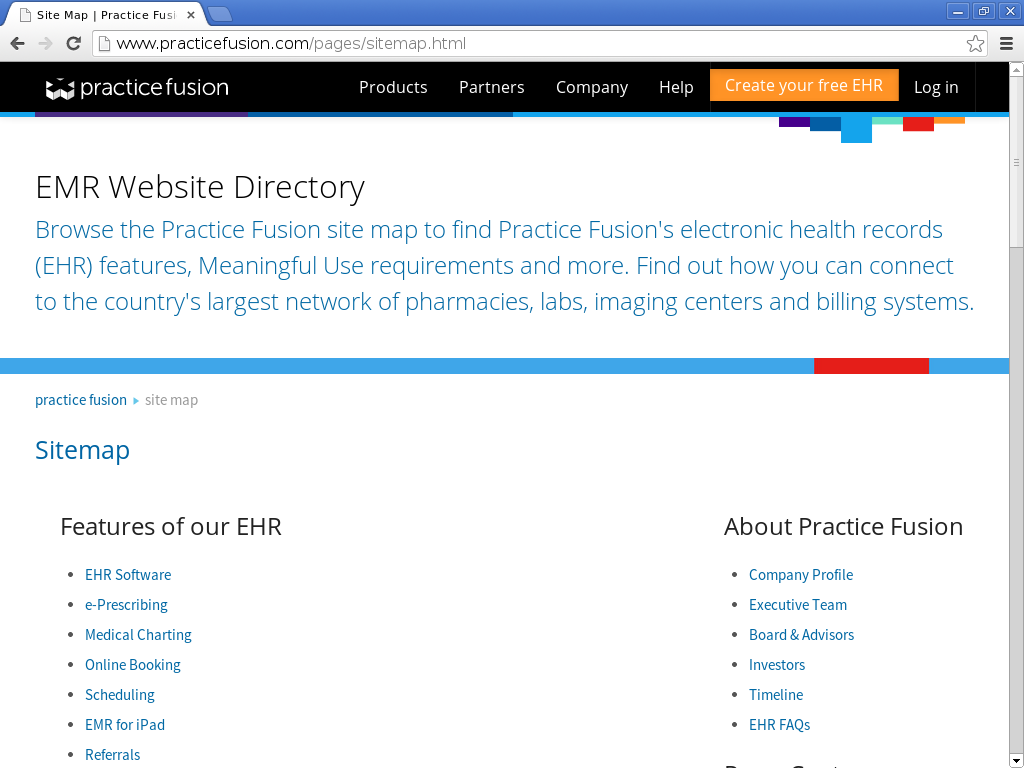 Site Map | Practice Fusi
www.practicefusion.com/pages/sitemap.html
practice fusion
Products Partners Company Help Create your free EHR Log in
EMR Website Directory
Browse the Practice Fusion site map to find Practice Fusion's electronic health records
(EHR) features, Meaningful Use requirements and more. Find out how you can connect
to the country's largest network of pharmacies, labs, imaging centers and billing systems.
practice fusion site map
Sitemap
Features of our EHR
EHR Software
e-Prescribing
Medical Charting
Online Booking
Scheduling
EMR for iPad
Referrals
About Practice Fusion
Company Profile
Executive Team
Board & Advisors
Investors
Timeline
EHR FAQs